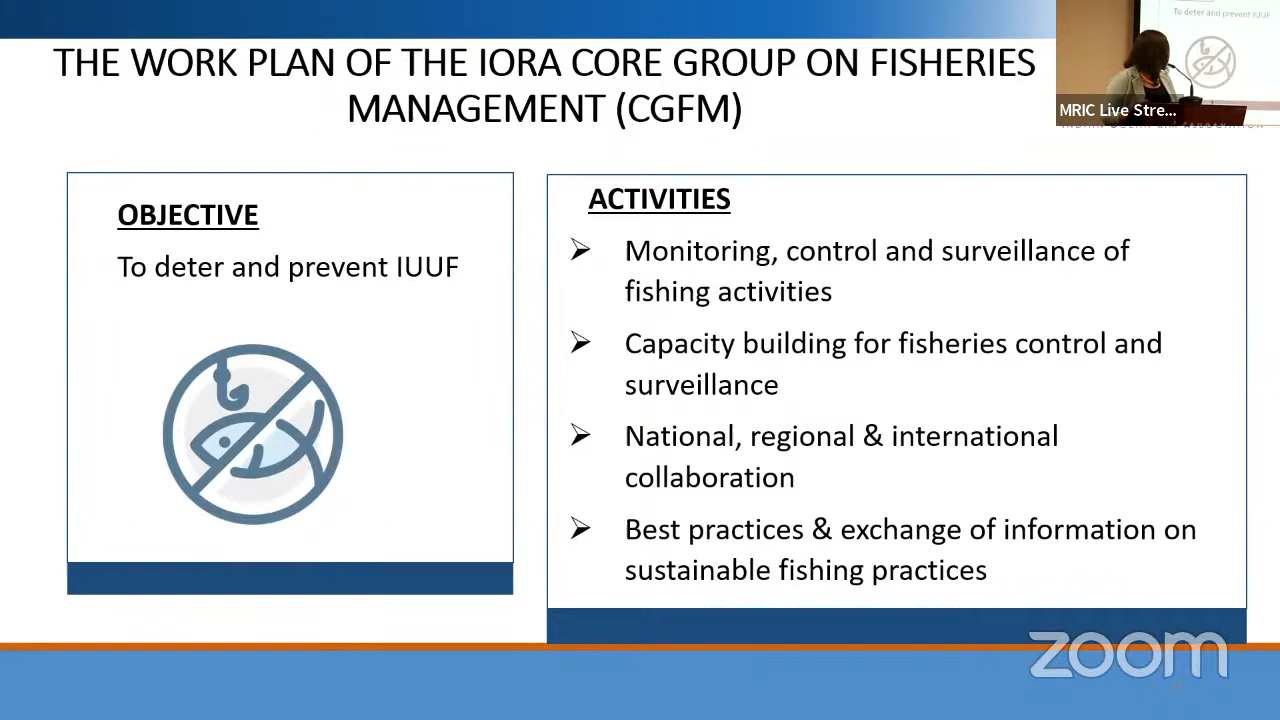 THE WORK PLAN OF THE IORA CORE GROUP ON FISHERIES
MANAGEMENT (CGFM)
To deter and prevent IUUF
MRIC Live Stre...
OBJECTIVE
To deter and prevent IUUF
ACTIVITIES
➢ Monitoring, control and surveillance of
fishing activities
➢ Capacity building for fisheries control and
surveillance
➢ National, regional & international
collaboration
➢ Best practices & exchange of information on
sustainable fishing practices
zoom